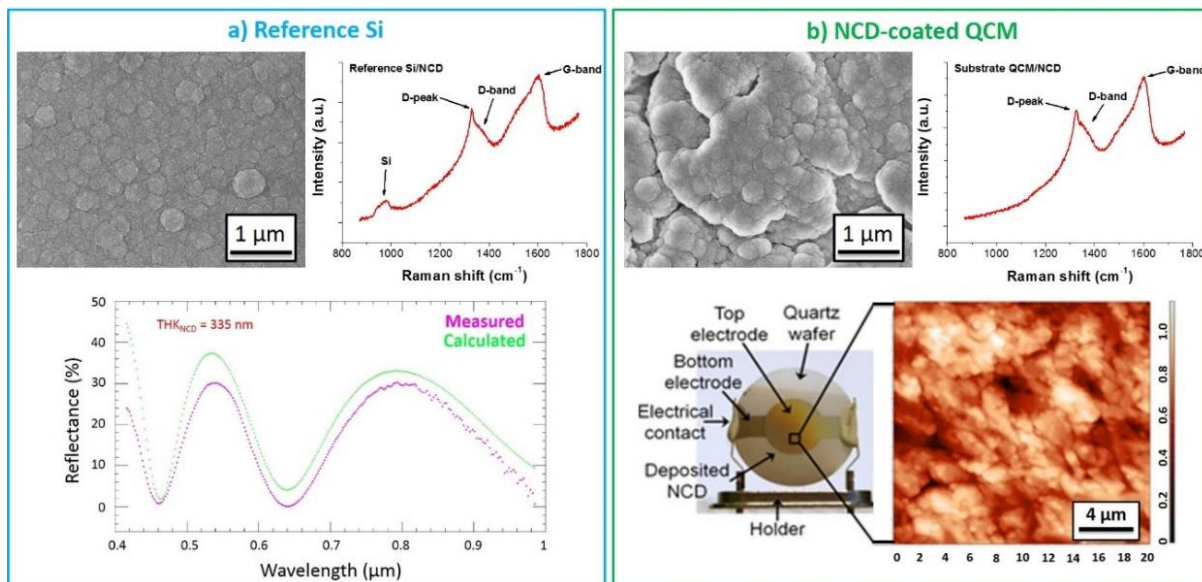 a) Reference Si
1 µm
Reference Si/NCD
G-band
D-band
D-peak
Si
Intensity (a.u.)
800 1000 1200 1400 1600 1800
Raman shift (cm⁻¹)
THK_NCD = 335 nm
Measured
Calculated
Reflectance (%)
50
40
30
20
10
0
0.4 0.5 0.6 0.7 0.8 0.9 1
Wavelength (µm)
b) NCD-coated QCM
1 µm
Substrate QCM/NCD
G-band
D-band
D-peak
Intensity (a.u.)
800 1000 1200 1400 1600 1800
Raman shift (cm⁻¹)
Top
electrode
Quartz
wafer
Bottom
electrode
Electrical
contact
Deposited
NCD
Holder
4 µm
0 2 4 6 8 10 12 14 16 18 20
0 0.2 0.4 0.6 0.8 1.0